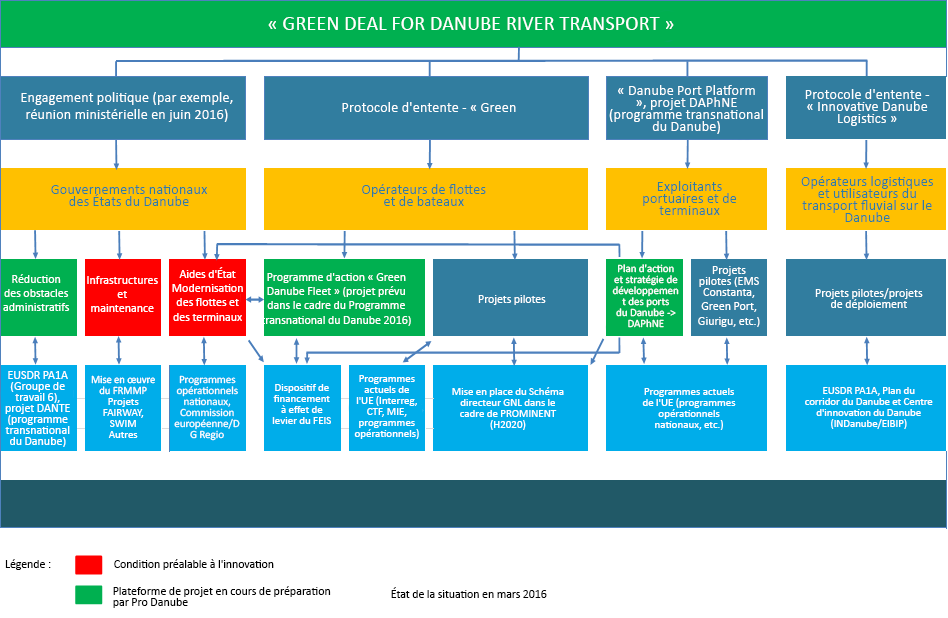 « GREEN DEAL FOR DANUBE RIVER TRANSPORT »
Engagement politique (par exemple,
réunion ministérielle en juin 2016)
Protocole d'entente - « Green
« Danube Port Platform
», projet DAPhNE
(programme transnational
du Danube)
Protocole d'entente -
« Innovative Danube
Logistics »
Gouvernements nationaux
des États du Danube
Opérateurs de flottes
et de bateaux
Exploitants
portuaires et de
terminaux
Opérateurs logistiques
et utilisateurs du
transport fluvial sur le
Danube
Réduction
des obstacles
administratifs
Infrastructures
et
maintenance
Aides d'État
Modernisation
des flottes et
des terminaux
Programme d'action « Green
Danube Fleet » (projet prévu
dans le cadre du Programme
transnational du Danube 2016)
Projets pilotes
Plan d'action
et stratégie de
développemen
t des ports
du Danube ->
DAPhNE
Projets
pilotes (EMS
Constanta,
Green Port,
Giurigu, etc.)
Projets pilotes/projets
de déploiement
EUSDR PA1A
(Groupe de
travail 6),
projet DANTE
(programme
transnational
du Danube)
Mise en œuvre
du FRMMP
Projets
FAIRWAY,
SWIM
Autres
Programmes
opérationnels
nationaux,
Commission
européenne/D
G Regio
Dispositif de
financement
à effet de
levier du FEIS
Programmes
actuels de
l'UE (Interreg,
CTF, MIE,
programmes
opérationnels)
Mise en place du Schéma
directeur GNL dans le
cadre de PROMINENT
(H2020)
Programmes actuels
de l'UE (programmes
opérationnels
nationaux, etc.)
EUSDR PA1A, Plan du
corridor du Danube et Centre
d'innovation du Danube
(INDanube/EIBIP)
Légende :
Condition préalable à l'innovation
Plateforme de projet en cours de préparation
par Pro Danube
État de la situation en mars 2016